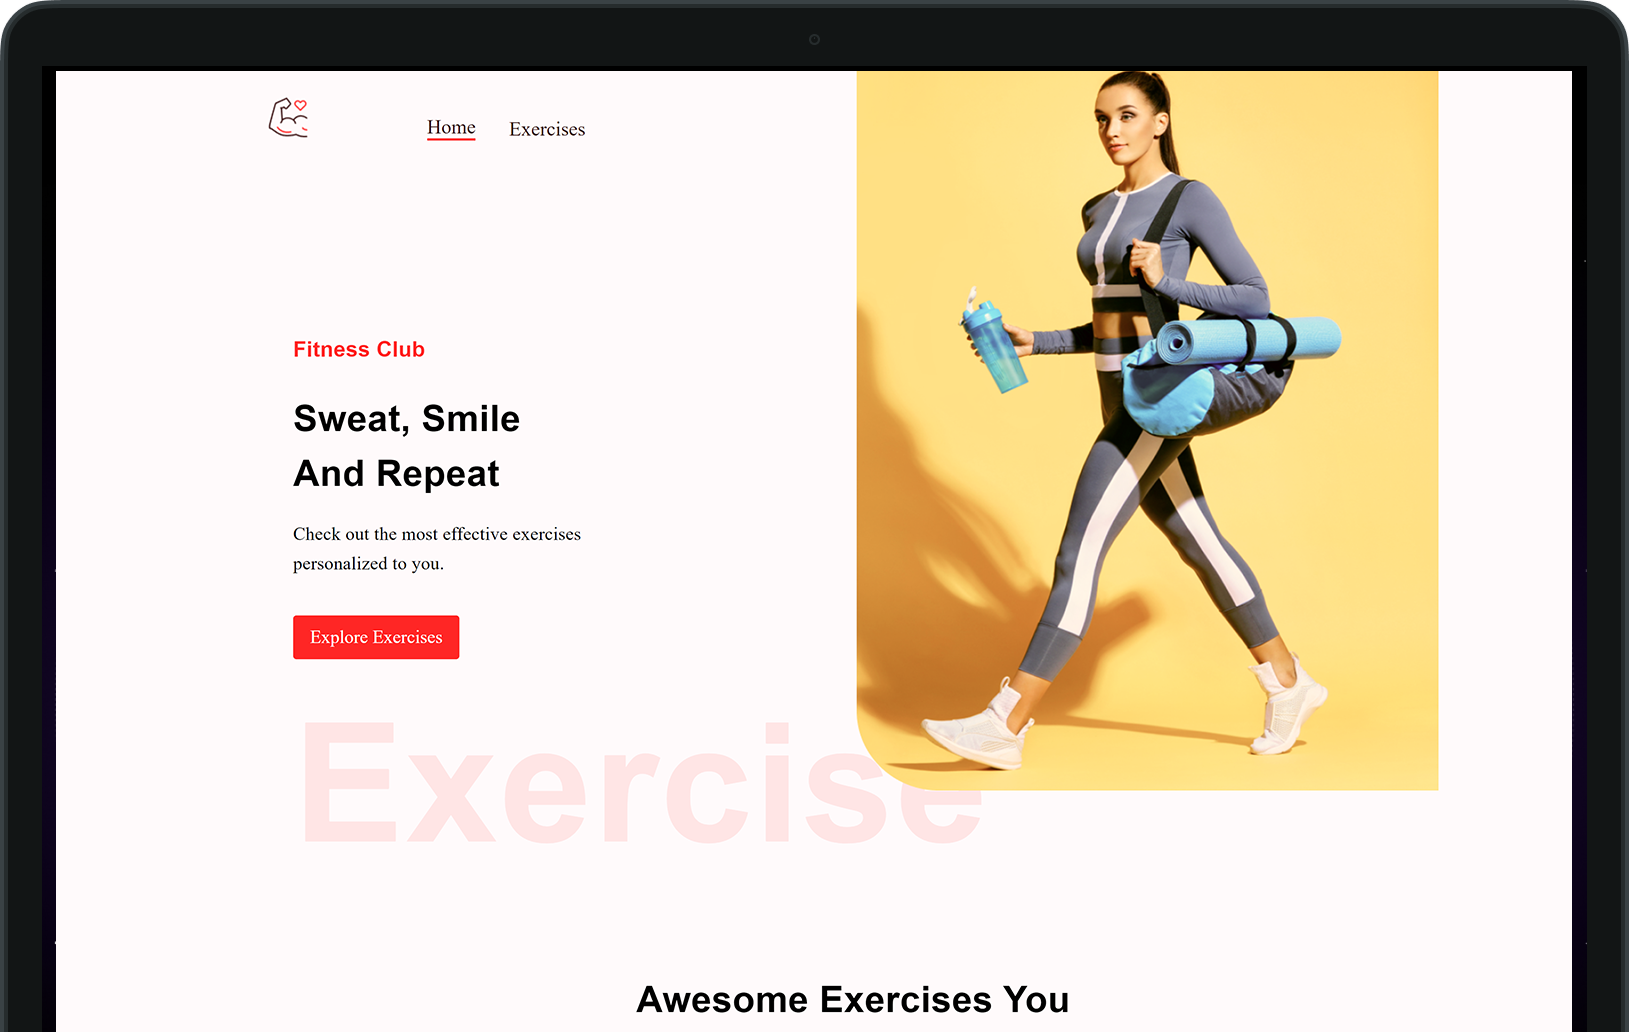 Home
Exercises
Fitness Club
Sweat, Smile
And Repeat
Check out the most effective exercises
personalized to you.
Explore Exercises
Exercise
Awesome Exercises You